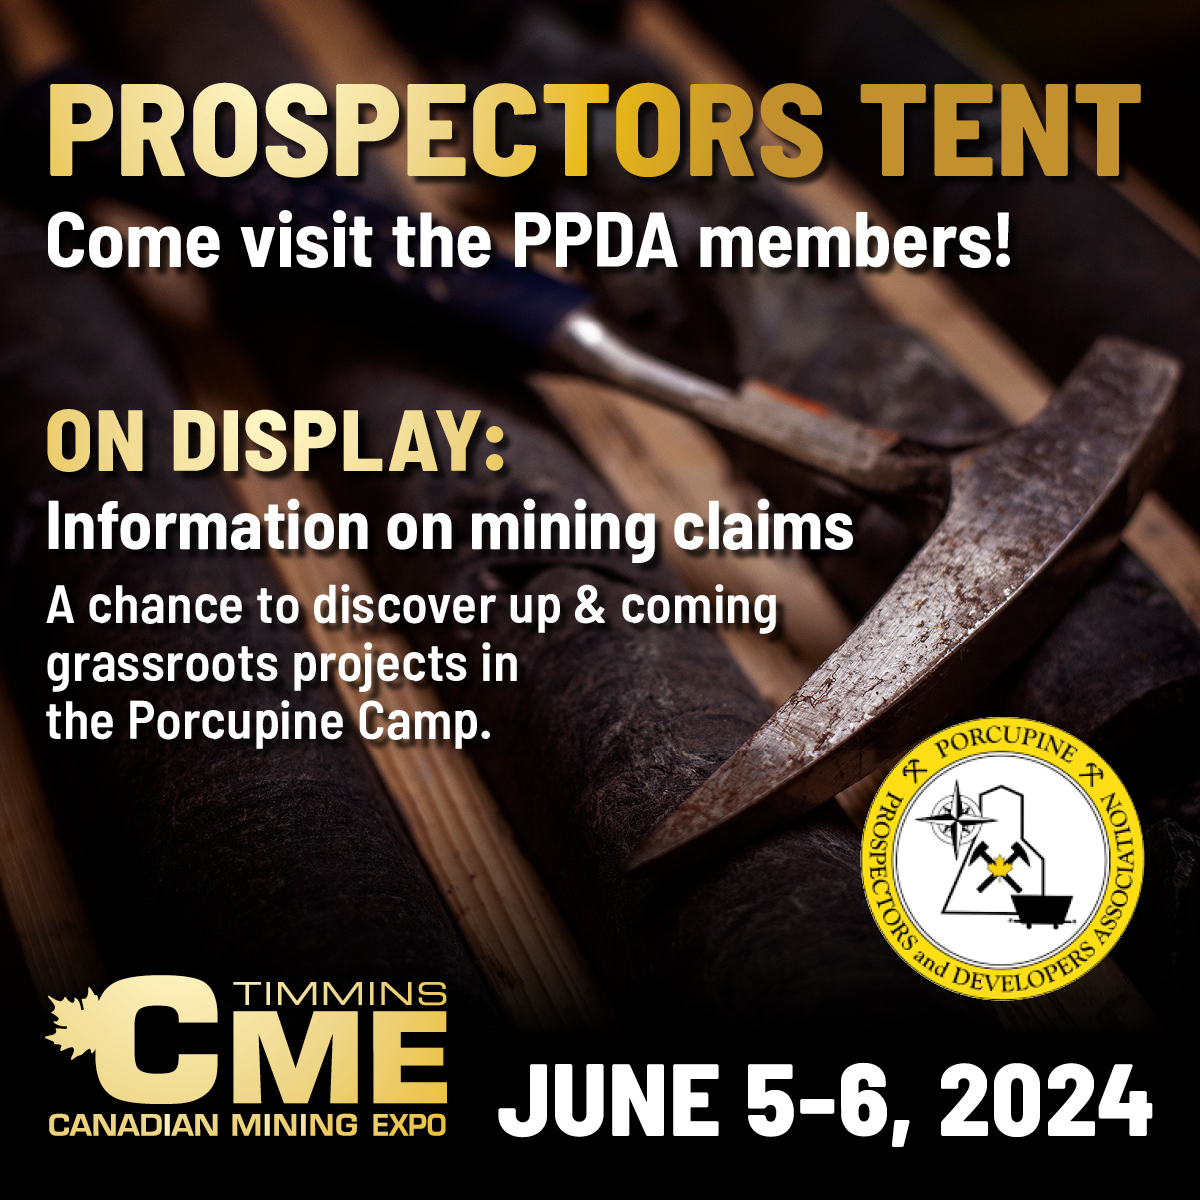 PROSPECTORS TENT
Come visit the PPDA members!
ON DISPLAY:
Information on mining claims
A chance to discover up & coming
grassroots projects in
the Porcupine Camp.
PORCUPINE
PROSPECTORS and DEVELOPERS ASSOCIATION
TIMMINS
CME
CANADIAN MINING EXPO
JUNE 5-6, 2024